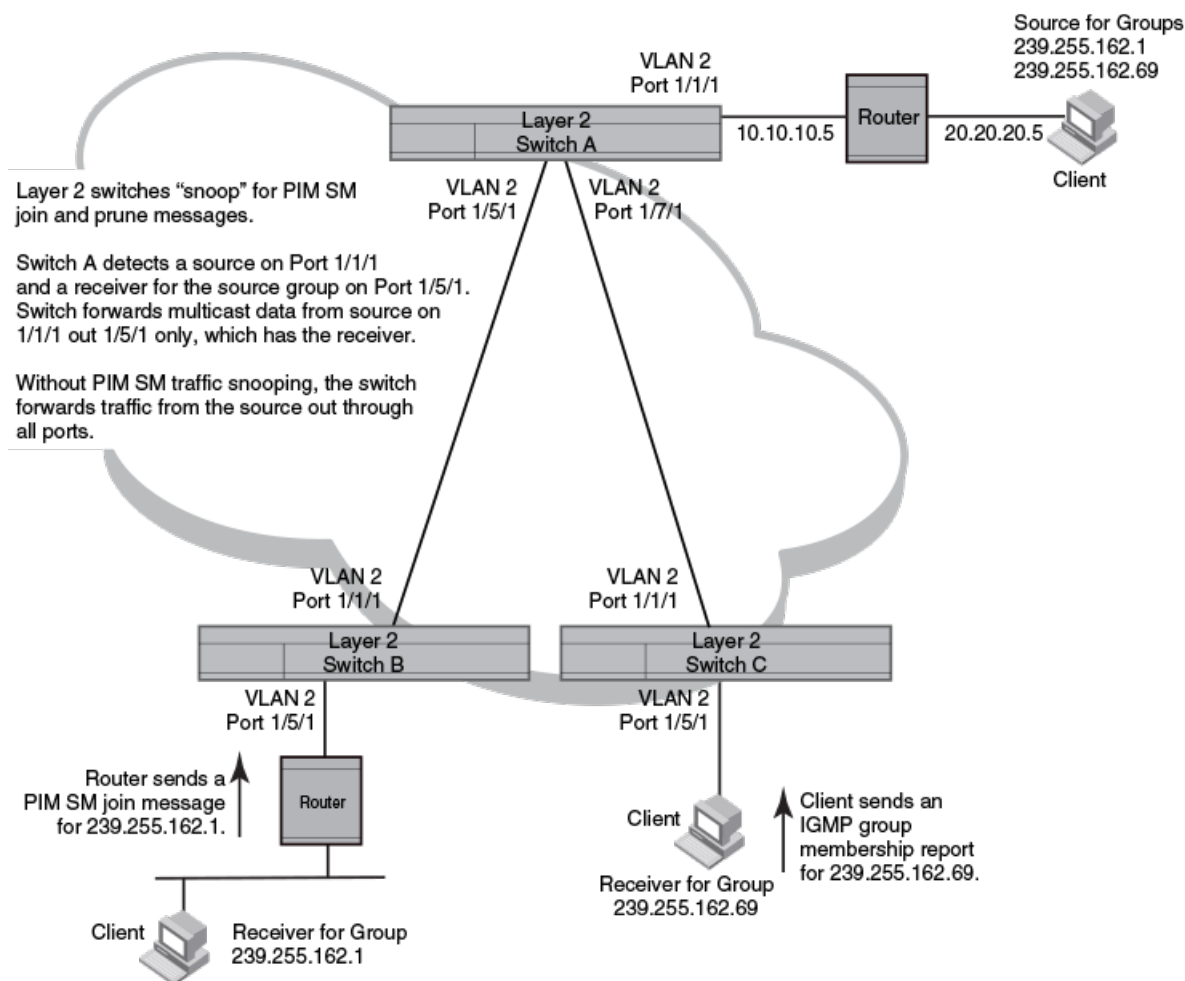 Source for Groups
239.255.162.1
239.255.162.69
VLAN 2
Port 1/1/1
Layer 2
Switch A
10.10.10.5
Router
20.20.20.5
Client
VLAN 2
Port 1/5/1
VLAN 2
Port 1/7/1
Layer 2 switches “snoop” for PIM SM
join and prune messages.
Switch A detects a source on Port 1/1/1
and a receiver for the source group on Port 1/5/1.
Switch forwards multicast data from source on
1/1/1 out 1/5/1 only, which has the receiver.
Without PIM SM traffic snooping, the switch
forwards traffic from the source out through
all ports.
VLAN 2
Port 1/1/1
VLAN 2
Port 1/1/1
Layer 2
Switch B
Layer 2
Switch C
VLAN 2
Port 1/5/1
VLAN 2
Port 1/5/1
Router sends a
PIM SM join message
for 239.255.162.1.
Router
Client
Client sends an
IGMP group
membership report
for 239.255.162.69.
Receiver for Group
239.255.162.69
Client
Receiver for Group
239.255.162.1